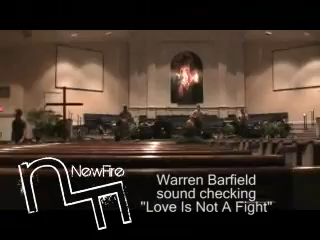 NewFire
Warren Barfield
sound checking
"Love Is Not A Fight"